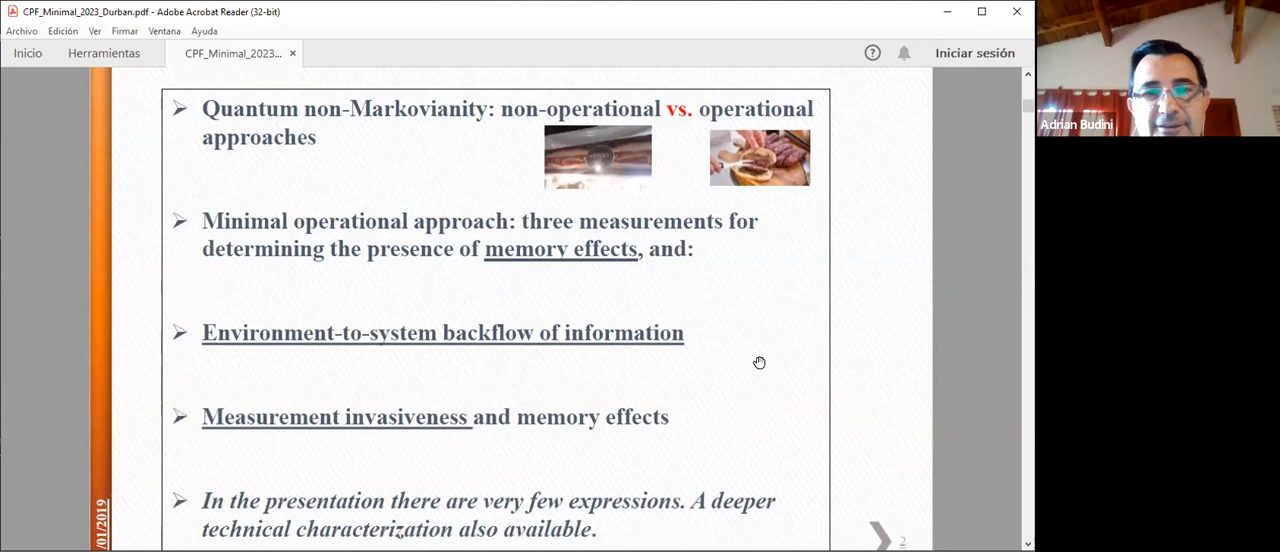 CPF_Minimal_2023_Durban.pdf - Adobe Acrobat Reader (32-bit)
Archivo Edición Ver Firmar Ventana Ayuda
Inicio Herramientas CPF_Minimal_2023... × Iniciar sesión
Quantum non-Markovianity: non-operational vs. operational
approaches
Minimal operational approach: three measurements for
determining the presence of memory effects, and:
Environment-to-system backflow of information
Measurement invasiveness and memory effects
In the presentation there are very few expressions. A deeper
technical characterization also available.
/01/2019
2
Adrian Budini